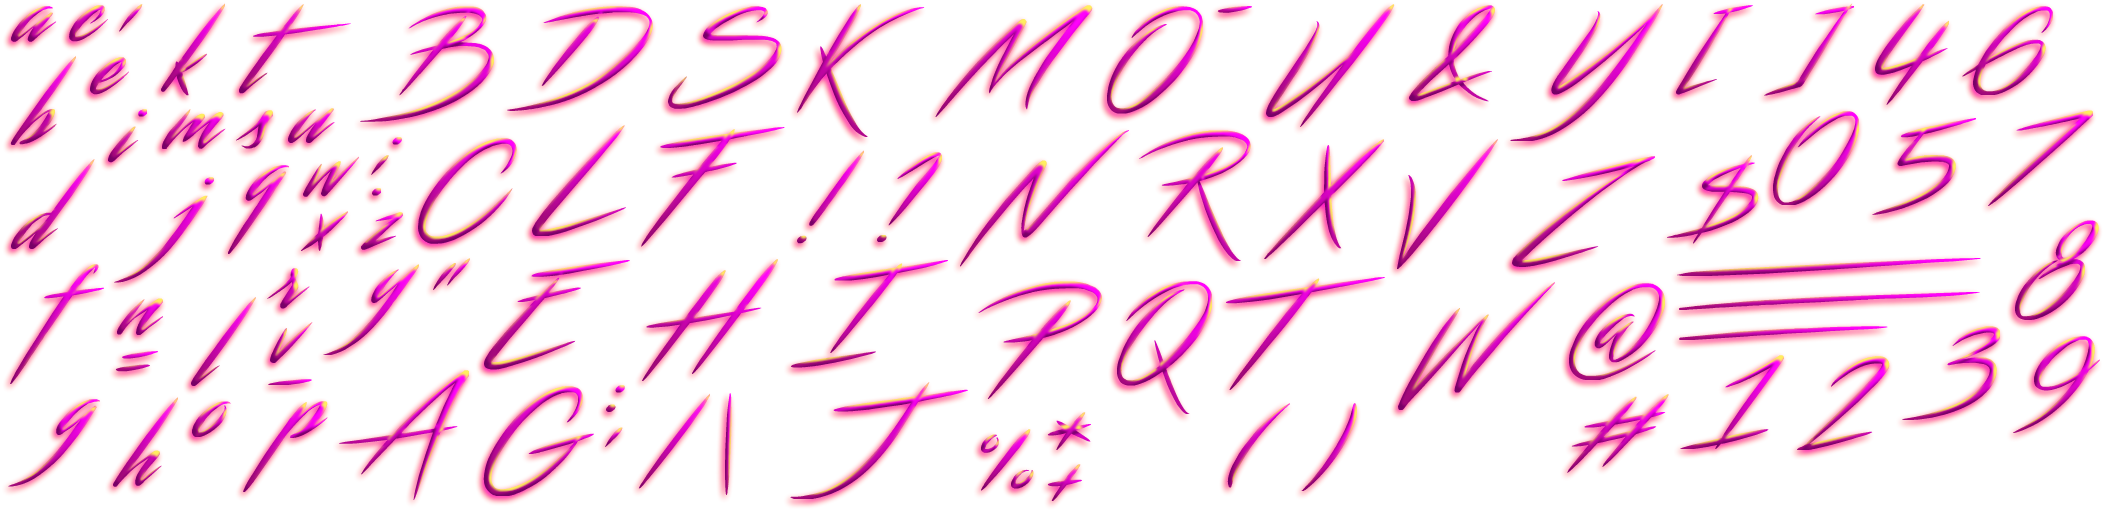 a c ' k t B D S K M O - U & Y [ ] 4 6
b e i m s u
d j q w x z : C L F ! ? N R X V Z $ 0 5 7
f n = l r v _ y " E H I P Q T W @ 8
g h o p A G : ; / \ J % * + ( ) # 1 2 3 9